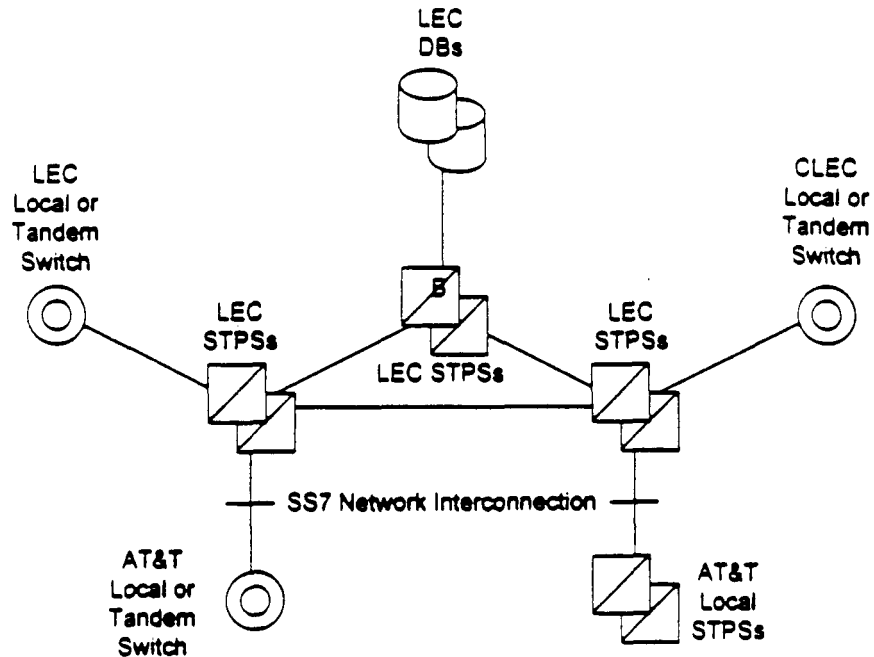 LEC
DBs
LEC
Local or
Tandem
Switch
CLEC
Local or
Tandem
Switch
B
LEC
STPSs
LEC STPSs
LEC
STPSs
SS7 Network Interconnection
AT&T
Local or
Tandem
Switch
AT&T
Local
STPSs